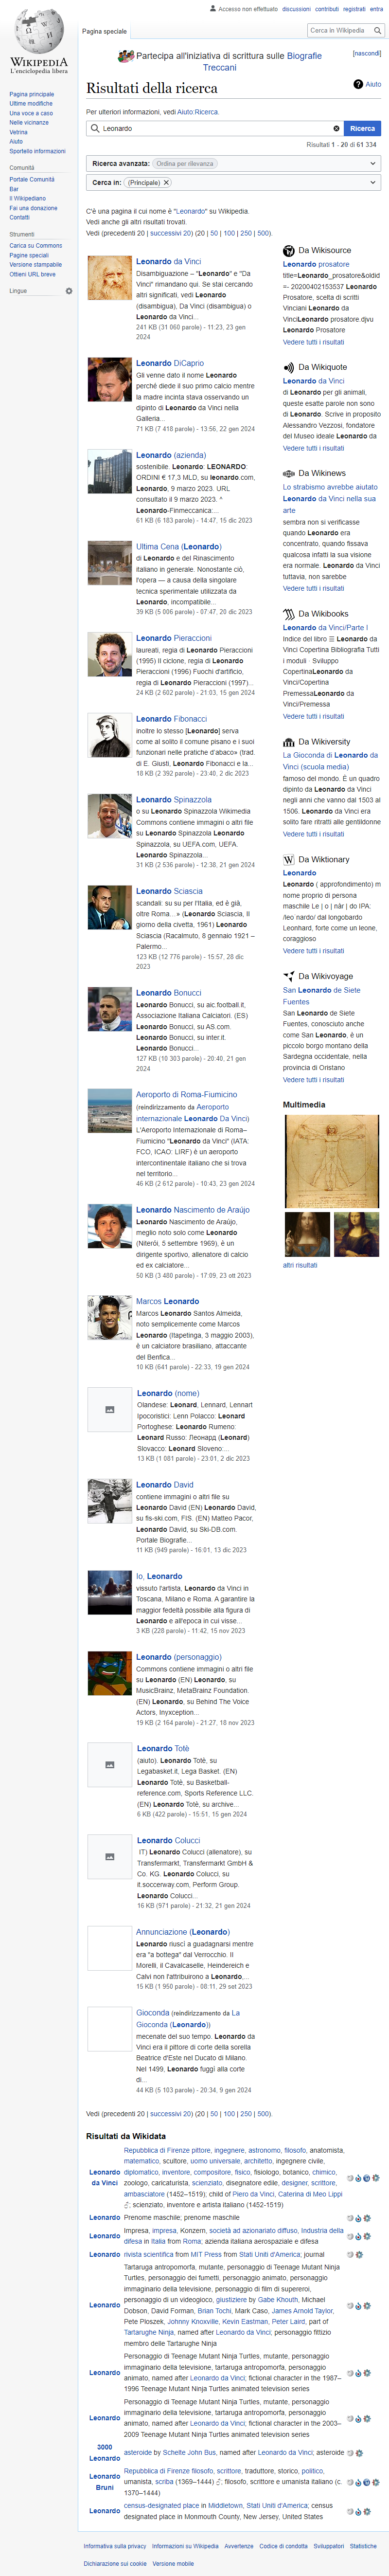 Accesso non effettuato discussioni contributi registrati entra
Pagina speciale
Cerca in Wikipedia
WIKIPEDIA
L'enciclopedia libera
Partecipa all'iniziativa di scrittura sulle Biografie
Treccani
[nascondi]
Risultati della ricerca
Aiuto
Pagina principale
Ultime modifiche
Una voce a caso
Nelle vicinanze
Vetrina
Aiuto
Sportello informazioni
Comunità
Portale Comunità
Bar
Il Wikipediano
Fai una donazione
Contatti
Strumenti
Carica su Commons
Pagine speciali
Versione stampabile
Ottieni URL breve
Lingue
Per ulteriori informazioni, vedi Aiuto:Ricerca.
Leonardo
Ricerca
Risultati 1 - 20 di 61 334
Ricerca avanzata: Ordina per rilevanza
Cerca in: (Principale)
C'è una pagina il cui nome è "Leonardo" su Wikipedia.
Vedi anche gli altri risultati trovati.
Vedi (precedenti 20 | successivi 20) (20 | 50 | 100 | 250 | 500).
Leonardo da Vinci
Disambiguazione – "Leonardo" e "Da
Vinci" rimandano qui. Se stai cercando
altri significati, vedi Leonardo
(disambigua), Da Vinci (disambigua) o
Leonardo da Vinci...
241 KB (31 060 parole) - 11:23, 23 gen
2024
Leonardo DiCaprio
Gli venne dato il nome Leonardo
perché diede il suo primo calcio mentre
la madre incinta stava osservando un
dipinto di Leonardo da Vinci nella
Galleria...
71 KB (7 418 parole) - 13:56, 22 gen 2024
Leonardo (azienda)
sostenibile. Leonardo: LEONARDO:
ORDINI € 17,3 MLD, su leonardo.com,
Leonardo, 9 marzo 2023. URL
consultato il 9 marzo 2023. ^
Leonardo-Finmeccanica:...
61 KB (6 183 parole) - 14:47, 15 dic 2023
Ultima Cena (Leonardo)
di Leonardo e del Rinascimento
italiano in generale. Nonostante ciò,
l'opera — a causa della singolare
tecnica sperimentale utilizzata da
Leonardo, incompatibile...
39 KB (5 006 parole) - 07:47, 20 dic 2023
Leonardo Pieraccioni
laureati, regia di Leonardo Pieraccioni
(1995) Il ciclone, regia di Leonardo
Pieraccioni (1996) Fuochi d'artificio,
regia di Leonardo Pieraccioni (1997)...
24 KB (2 602 parole) - 21:03, 15 gen 2024
Leonardo Fibonacci
inoltre lo stesso [Leonardo] serva
come al solito il comune pisano e i suoi
funzionari nelle pratiche d'abaco» (trad.
di E. Giusti, Leonardo Fibonacci e la...
18 KB (2 392 parole) - 23:40, 2 dic 2023
Leonardo Spinazzola
o su Leonardo Spinazzola Wikimedia
Commons contiene immagini o altri file
su Leonardo Spinazzola Leonardo
Spinazzola, su UEFA.com, UEFA.
Leonardo Spinazzola...
31 KB (2 536 parole) - 12:38, 21 gen 2024
Leonardo Sciascia
scandali: su su per l'Italia, ed è già,
oltre Roma...» (Leonardo Sciascia, Il
giorno della civetta, 1961) Leonardo
Sciascia (Racalmuto, 8 gennaio 1921 –
Palermo...
123 KB (12 776 parole) - 15:57, 28 dic
2023
Leonardo Bonucci
Leonardo Bonucci, su aic.football.it,
Associazione Italiana Calciatori. (ES)
Leonardo Bonucci, su AS.com.
Leonardo Bonucci, su inter.it.
Leonardo Bonucci...
127 KB (10 303 parole) - 20:40, 21 gen
2024
Aeroporto di Roma-Fiumicino
(reindirizzamento da Aeroporto
internazionale Leonardo Da Vinci)
L'Aeroporto Internazionale di Roma–
Fiumicino "Leonardo da Vinci" (IATA:
FCO, ICAO: LIRF) è un aeroporto
intercontinentale italiano che si trova
nel territorio...
46 KB (2 612 parole) - 10:43, 23 gen 2024
Leonardo Nascimento de Araújo
Leonardo Nascimento de Araújo,
meglio noto solo come Leonardo
(Niterói, 5 settembre 1969), è un
dirigente sportivo, allenatore di calcio
ed ex calciatore...
50 KB (3 480 parole) - 17:09, 23 ott 2023
Marcos Leonardo
Marcos Leonardo Santos Almeida,
noto semplicemente come Marcos
Leonardo (Itapetinga, 3 maggio 2003),
è un calciatore brasiliano, attaccante
del Benfica...
10 KB (641 parole) - 22:33, 19 gen 2024
Leonardo (nome)
Olandese: Leonard, Lennard, Lennart
Ipocoristici: Lenn Polacco: Leonard
Portoghese: Leonardo Rumeno:
Leonard Russo: Леонард (Leonard)
Slovacco: Leonard Sloveno:...
13 KB (1 081 parole) - 23:01, 2 dic 2023
Leonardo David
contiene immagini o altri file su
Leonardo David (EN) Leonardo David,
su fis-ski.com, FIS. (EN) Matteo Pacor,
Leonardo David, su Ski-DB.com.
Portale Biografie...
11 KB (949 parole) - 16:01, 13 dic 2023
Io, Leonardo
vissuto l'artista, Leonardo da Vinci in
Toscana, Milano e Roma. A garantire la
maggior fedeltà possibile alla figura di
Leonardo e all'epoca in cui visse...
3 KB (228 parole) - 11:42, 15 nov 2023
Leonardo (personaggio)
Commons contiene immagini o altri file
su Leonardo (EN) Leonardo, su
MusicBrainz, MetaBrainz Foundation.
(EN) Leonardo, su Behind The Voice
Actors, Inyxception...
19 KB (2 164 parole) - 21:27, 18 nov 2023
Leonardo Totè
(aiuto). Leonardo Totè, su
Legabasket.it, Lega Basket. (EN)
Leonardo Totè, su Basketball-
reference.com, Sports Reference LLC.
(EN) Leonardo Totè, su archive...
6 KB (422 parole) - 15:51, 15 gen 2024
Leonardo Colucci
IT) Leonardo Colucci (allenatore), su
Transfermarkt, Transfermarkt GmbH &
Co. KG. Leonardo Colucci, su
it.soccerway.com, Perform Group.
Leonardo Colucci...
16 KB (971 parole) - 21:32, 21 gen 2024
Annunciazione (Leonardo)
Leonardo riuscì a guadagnarsi mentre
era "a bottega" dal Verrocchio. Il
Morelli, il Cavalcaselle, Heindereich e
Calvi non l'attribuirono a Leonardo,...
15 KB (1 950 parole) - 08:11, 29 set 2023
Gioconda (reindirizzamento da La
Gioconda (Leonardo))
mecenate del suo tempo. Leonardo da
Vinci era il pittore di corte della sorella
Beatrice d'Este nel Ducato di Milano.
Nel 1499, Leonardo fuggì alla corte
di...
44 KB (5 103 parole) - 20:34, 9 gen 2024
Vedi (precedenti 20 | successivi 20) (20 | 50 | 100 | 250 | 500).
Da Wikisource
Leonardo prosatore
title=Leonardo_prosatore&oldid
=- 20200402153537 Leonardo
Prosatore, scelta di scritti
Vinciani Leonardo da
VinciLeonardo prosatore.djvu
Leonardo Prosatore
Vedere tutti i risultati
Da Wikiquote
Leonardo da Vinci
di Leonardo per gli animali,
queste esatte parole non sono
di Leonardo. Scrive in proposito
Alessandro Vezzosi, fondatore
del Museo ideale Leonardo da
Vedere tutti i risultati
Da Wikinews
Lo strabismo avrebbe aiutato
Leonardo da Vinci nella sua
arte
sembra non si verificasse
quando Leonardo era
concentrato, quando fissava
qualcosa infatti la sua visione
era normale. Leonardo da Vinci
tuttavia, non sarebbe
Vedere tutti i risultati
Da Wikibooks
Leonardo da Vinci/Parte I
Indice del libro ☰ Leonardo da
Vinci Copertina Bibliografia Tutti
i moduli · Sviluppo
CopertinaLeonardo da
Vinci/Copertina
PremessaLeonardo da
Vinci/Premessa
Vedere tutti i risultati
Da Wikiversity
La Gioconda di Leonardo da
Vinci (scuola media)
famoso del mondo. È un quadro
dipinto da Leonardo da Vinci
negli anni che vanno dal 1503 al
1506. Leonardo da Vinci era
solito fare ritratti alle gentildonne
Vedere tutti i risultati
Da Wiktionary
Leonardo
Leonardo ( approfondimento) m
nome proprio di persona
maschile Le | o | nàr | do IPA:
/leoˈnardo/ dal longobardo
Leonhard, forte come un leone,
coraggioso
Vedere tutti i risultati
Da Wikivoyage
San Leonardo de Siete
Fuentes
San Leonardo de Siete
Fuentes, conosciuto anche
come San Leonardo, è un
piccolo borgo montano della
Sardegna occidentale, nella
provincia di Oristano
Vedere tutti i risultati
Multimedia
altri risultati
Risultati da Wikidata
Leonardo
da Vinci
Repubblica di Firenze pittore, ingegnere, astronomo, filosofo, anatomista,
matematico, scultore, uomo universale, architetto, ingegnere civile,
diplomatico, inventore, compositore, fisico, fisiologo, botanico, chimico,
zoologo, caricaturista, scienziato, disegnatore edile, designer, scrittore,
ambasciatore (1452–1519); child of Piero da Vinci, Caterina di Meo Lippi
♂; scienziato, inventore e artista italiano (1452-1519)
Leonardo Prenome maschile; prenome maschile
Leonardo
Impresa, impresa, Konzern, società ad azionariato diffuso, Industria della
difesa in Italia from Roma; azienda italiana aerospaziale e difesa
Leonardo rivista scientifica from MIT Press from Stati Uniti d'America; journal
Leonardo
Tartaruga antropomorfa, mutante, personaggio di Teenage Mutant Ninja
Turtles, personaggio dei fumetti, personaggio animato, personaggio
immaginario della televisione, personaggio di film di supereroi,
personaggio di un videogioco, giustiziere by Gabe Khouth, Michael
Dobson, David Forman, Brian Tochi, Mark Caso, James Arnold Taylor,
Pete Ploszek, Johnny Knoxville, Kevin Eastman, Peter Laird, part of
Tartarughe Ninja, named after Leonardo da Vinci; personaggio fittizio
membro delle Tartarughe Ninja
Leonardo
Personaggio di Teenage Mutant Ninja Turtles, mutante, personaggio
immaginario della televisione, tartaruga antropomorfa, personaggio
animato, named after Leonardo da Vinci; fictional character in the 1987–
1996 Teenage Mutant Ninja Turtles animated television series
Leonardo
Personaggio di Teenage Mutant Ninja Turtles, mutante, personaggio
immaginario della televisione, tartaruga antropomorfa, personaggio
animato, named after Leonardo da Vinci; fictional character in the 2003–
2009 Teenage Mutant Ninja Turtles animated television series
3000
Leonardo
asteroide by Schelte John Bus, named after Leonardo da Vinci; asteroide
Leonardo
Bruni
Repubblica di Firenze filosofo, scrittore, traduttore, storico, politico,
umanista, scriba (1369–1444) ♂; filosofo, scrittore e umanista italiano (c.
1370–1444)
Leonardo
census-designated place in Middletown, Stati Uniti d'America; census
designated place in Monmouth County, New Jersey, United States
Informativa sulla privacy Informazioni su Wikipedia Avvertenze Codice di condotta Sviluppatori Statistiche
Dichiarazione sui cookie Versione mobile